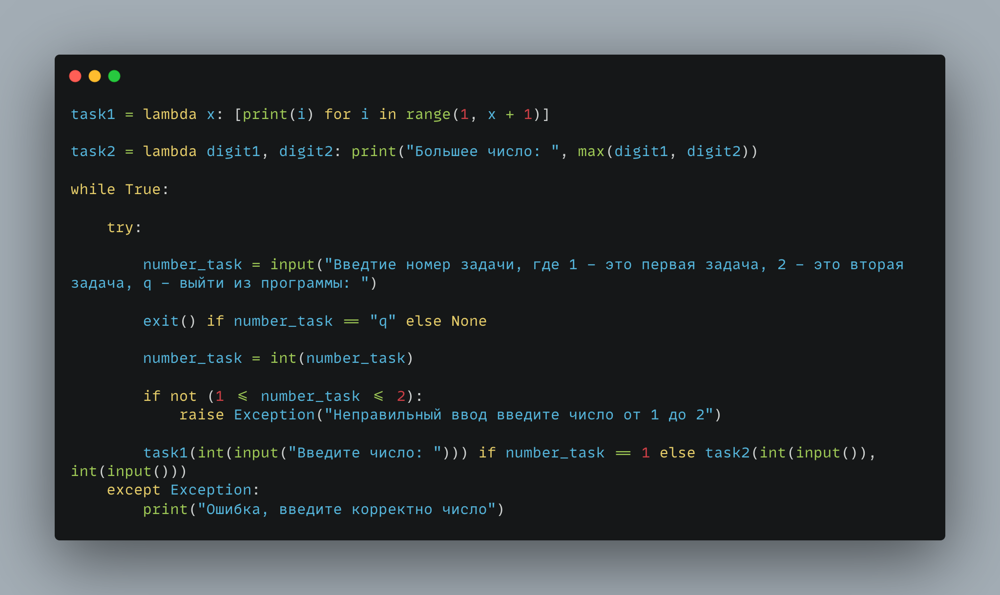 task1 = lambda x: [print(i) for i in range(1, x + 1)]
task2 = lambda digit1, digit2: print("Большее число: ", max(digit1, digit2))
while True:
    try:
        number_task = input("Введтие номер задачи, где 1 - это первая задача, 2 - это вторая
задача, q - выйти из программы: ")
        exit() if number_task == "q" else None
        number_task = int(number_task)
        if not (1 <= number_task <= 2):
            raise Exception("Неправильный ввод введите число от 1 до 2")
        task1(int(input("Введите число: "))) if number_task == 1 else task2(int(input()),
int(input()))
    except Exception:
        print("Ошибка, введите корректно число")